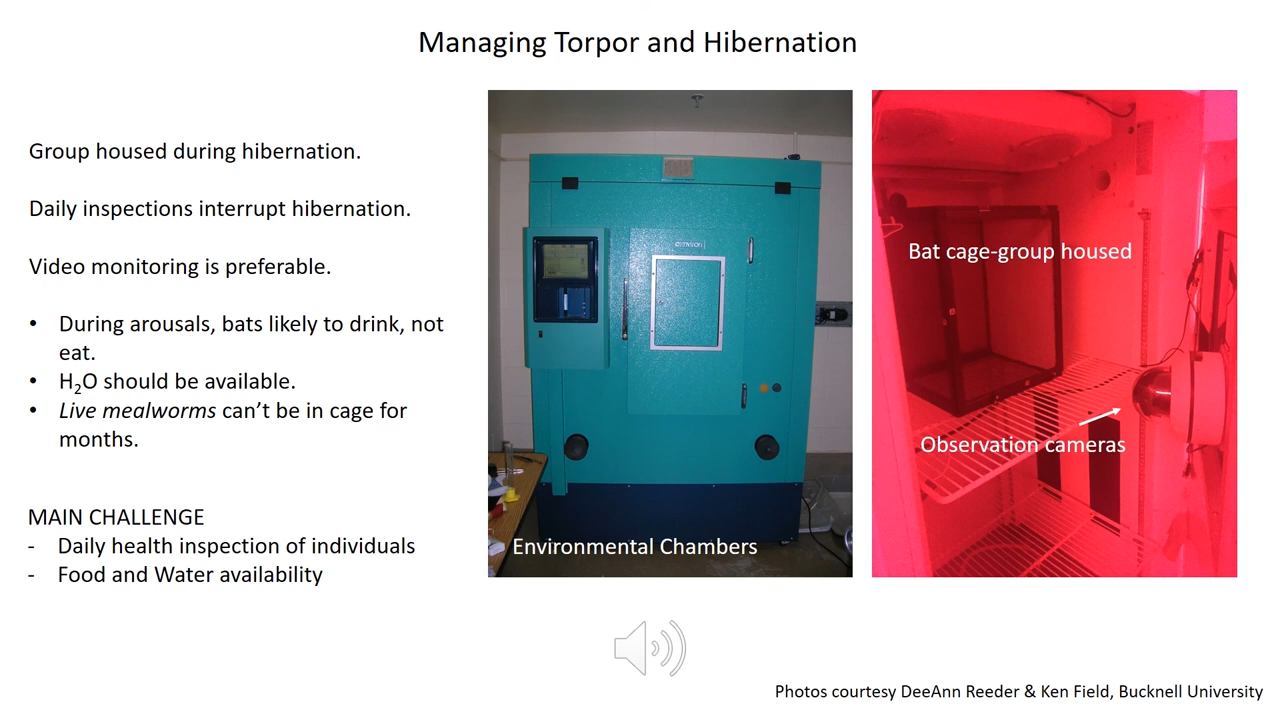 Managing Torpor and Hibernation
Group housed during hibernation.
Daily inspections interrupt hibernation.
Video monitoring is preferable.
• During arousals, bats likely to drink, not
eat.
• H₂O should be available.
• Live mealworms can’t be in cage for
months.
MAIN CHALLENGE
- Daily health inspection of individuals
- Food and Water availability
Environmental Chambers
Bat cage-group housed
Observation cameras
Photos courtesy DeeAnn Reeder & Ken Field, Bucknell University